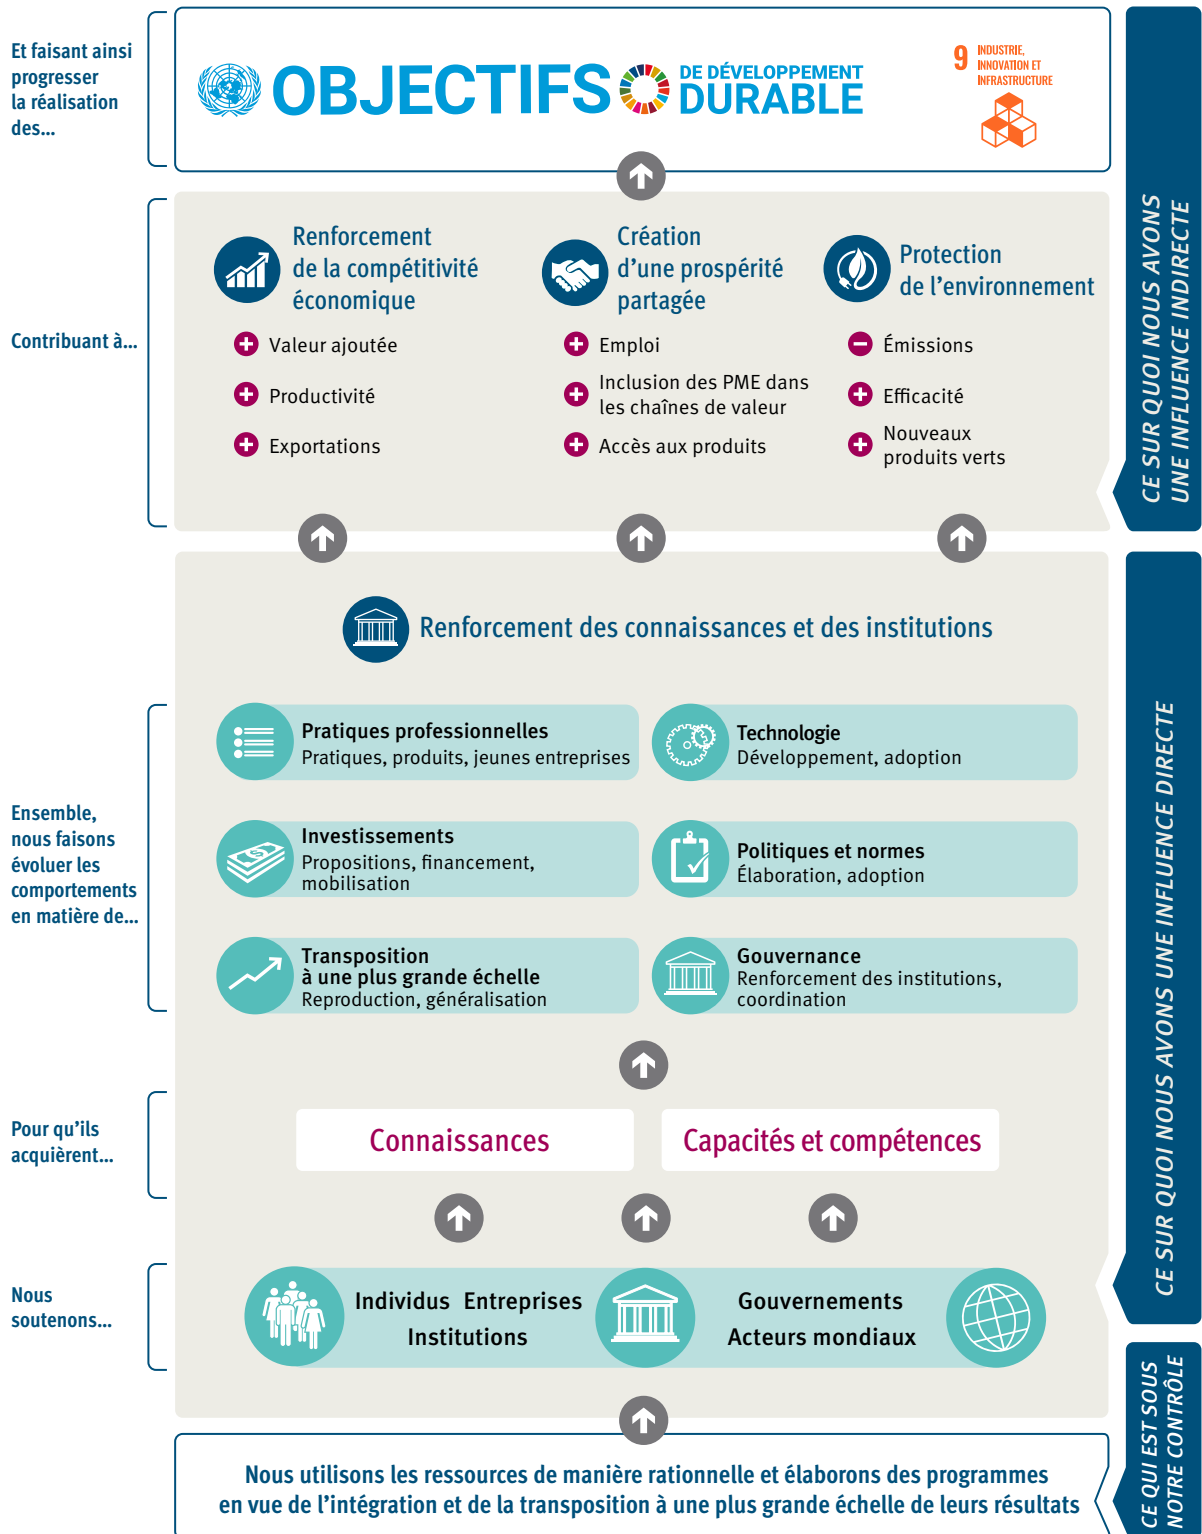 Et faisant ainsi
progresser
la réalisation
des...
OBJECTIFS
DE DÉVELOPPEMENT
DURABLE
9
INDUSTRIE,
INNOVATION ET
INFRASTRUCTURE
CE SUR QUOI NOUS AVONS
UNE INFLUENCE INDIRECTE
Contribuant à...
Renforcement
de la compétitivité
économique
Valeur ajoutée
Productivité
Exportations
Création
d'une prospérité
partagée
Emploi
Inclusion des PME dans
les chaînes de valeur
Accès aux produits
Protection
de l'environnement
Émissions
Efficacité
Nouveaux
produits verts
Renforcement des connaissances et des institutions
CE SUR QUOI NOUS AVONS UNE INFLUENCE DIRECTE
Ensemble,
nous faisons
évoluer les
comportements
en matière de...
Pratiques professionnelles
Pratiques, produits, jeunes entreprises
Technologie
Développement, adoption
Investissements
Propositions, financement,
mobilisation
Politiques et normes
Élaboration, adoption
Transposition
à une plus grande échelle
Reproduction, généralisation
Gouvernance
Renforcement des institutions,
coordination
Pour qu'ils
acquièrent...
Connaissances
Capacités et compétences
Nous
soutenons...
Individus Entreprises
Institutions
Gouvernements
Acteurs mondiaux
CE QUI EST SOUS
NOTRE CONTRÔLE
Nous utilisons les ressources de manière rationnelle et élaborons des programmes
en vue de l'intégration et de la transposition à une plus grande échelle de leurs résultats